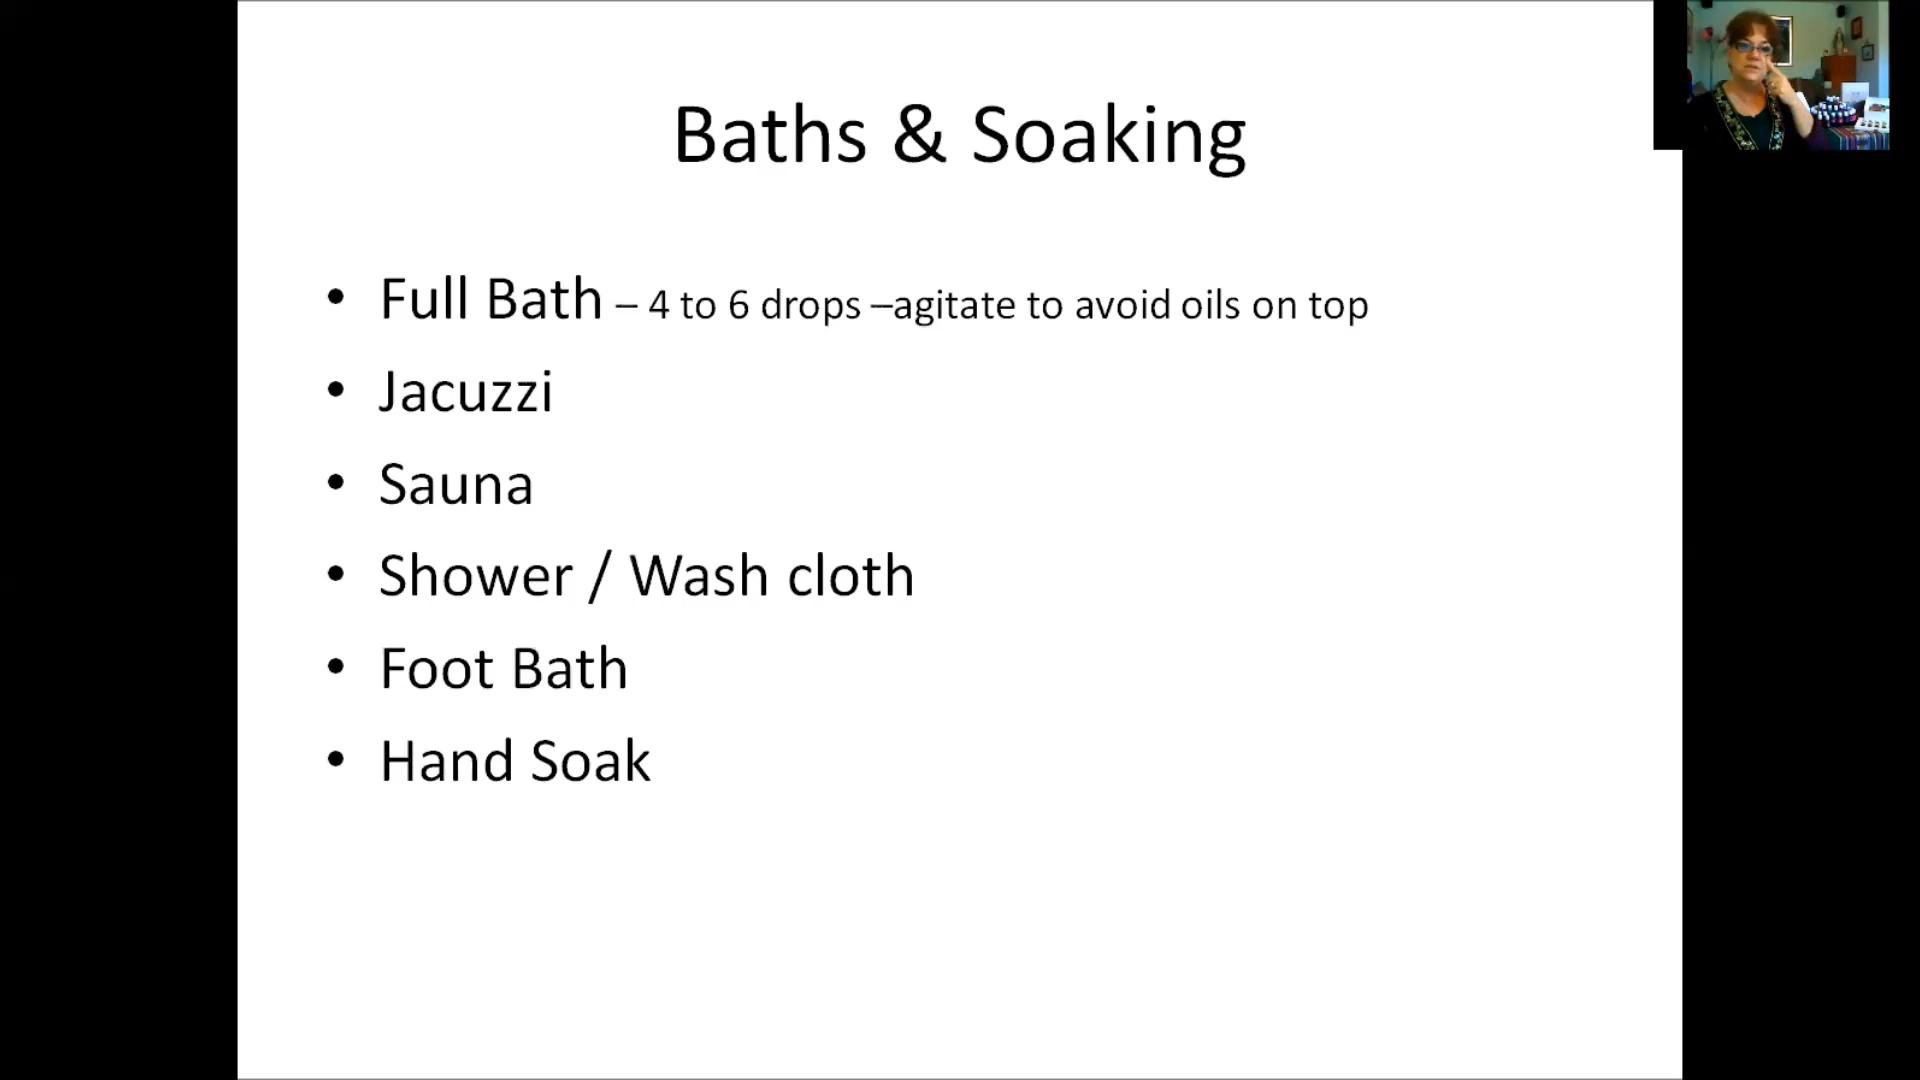 Baths & Soaking
• Full Bath – 4 to 6 drops –agitate to avoid oils on top
• Jacuzzi
• Sauna
• Shower / Wash cloth
• Foot Bath
• Hand Soak